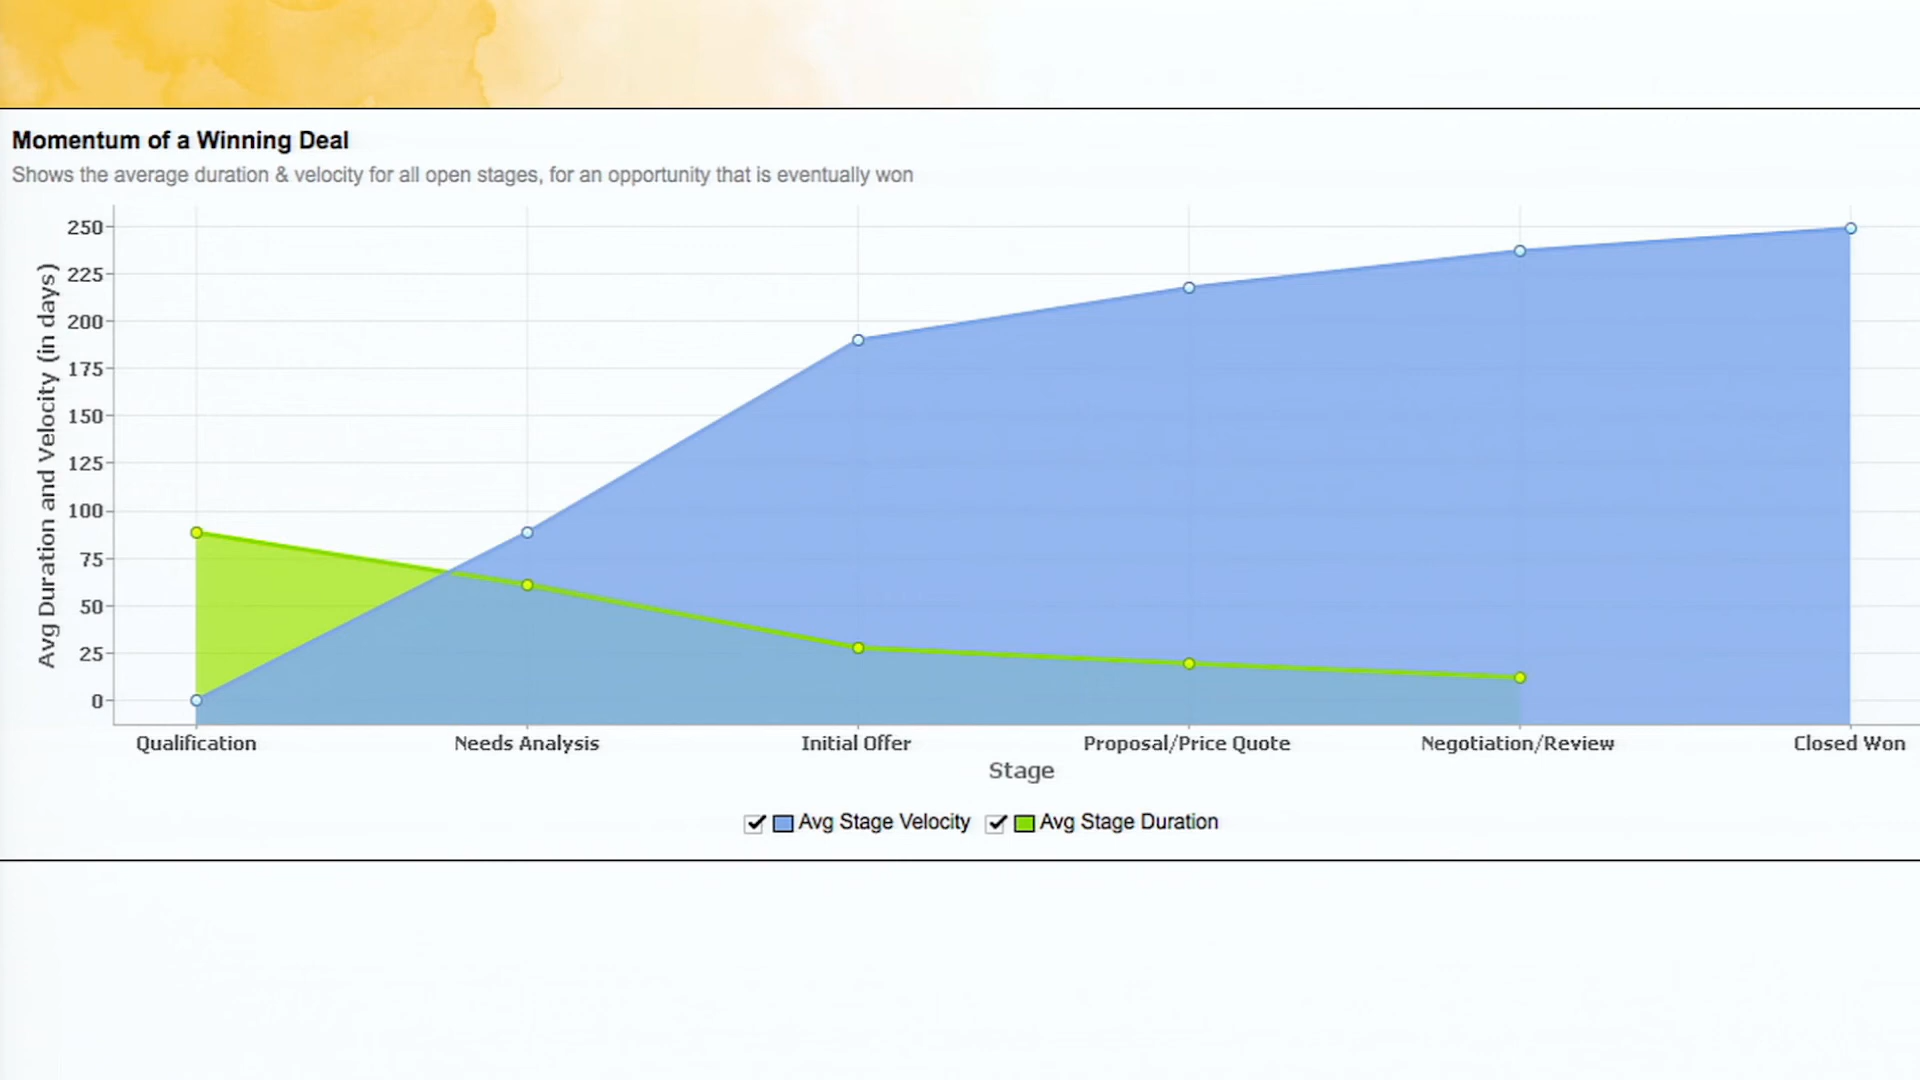 Momentum of a Winning Deal
Shows the average duration & velocity for all open stages, for an opportunity that is eventually won
Avg Duration and Velocity (in days)
250
225
200
175
150
125
100
75
50
25
0
Qualification
Needs Analysis
Initial Offer
Proposal/Price Quote
Negotiation/Review
Closed Won
Stage
Avg Stage Velocity
Avg Stage Duration